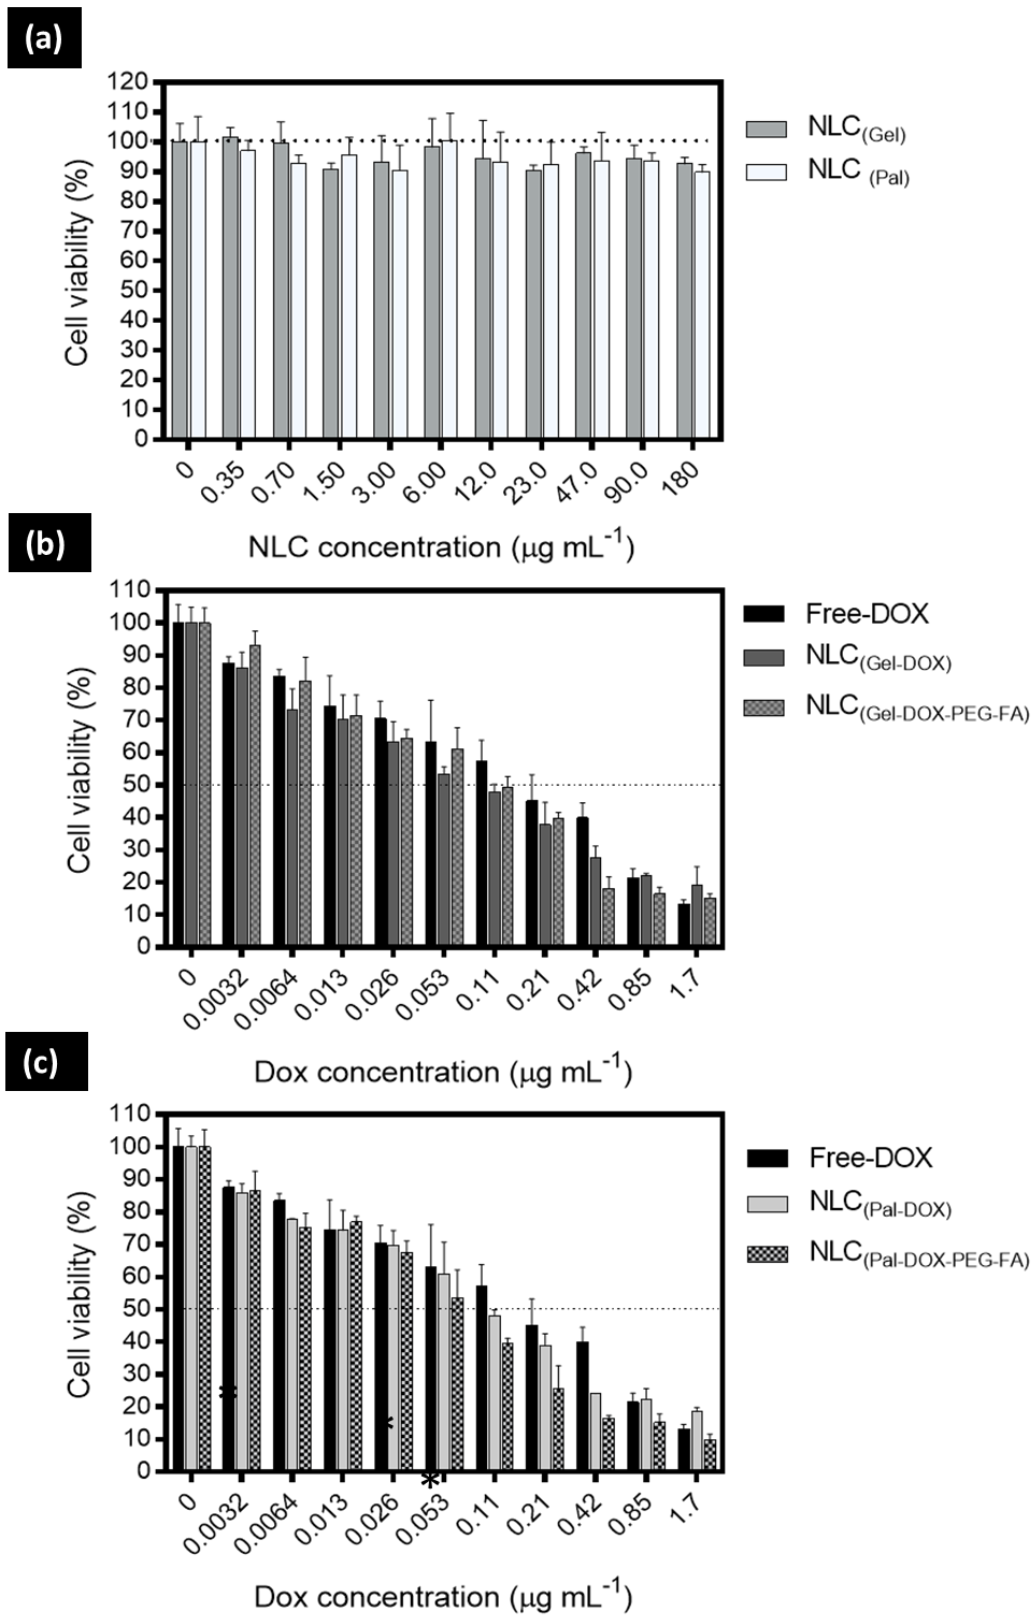 (a)
120
110
100
90
80
70
60
50
40
30
20
10
0
Cell viability (%)
0 0.35 0.70 1.50 3.00 6.00 12.0 23.0 47.0 90.0 180
NLC concentration (μg mL-1)
NLC(Gel)
NLC (Pal)
(b)
110
100
90
80
70
60
50
40
30
20
10
0
Cell viability (%)
0 0.0032 0.0064 0.013 0.026 0.053 0.11 0.21 0.42 0.85 1.7
Dox concentration (μg mL-1)
Free-DOX
NLC(Gel-DOX)
NLC(Gel-DOX-PEG-FA)
(c)
110
100
90
80
70
60
50
40
30
20
10
0
Cell viability (%)
* * *
0 0.0032 0.0064 0.013 0.026 0.053 0.11 0.21 0.42 0.85 1.7
Dox concentration (μg mL-1)
Free-DOX
NLC(Pal-DOX)
NLC(Pal-DOX-PEG-FA)